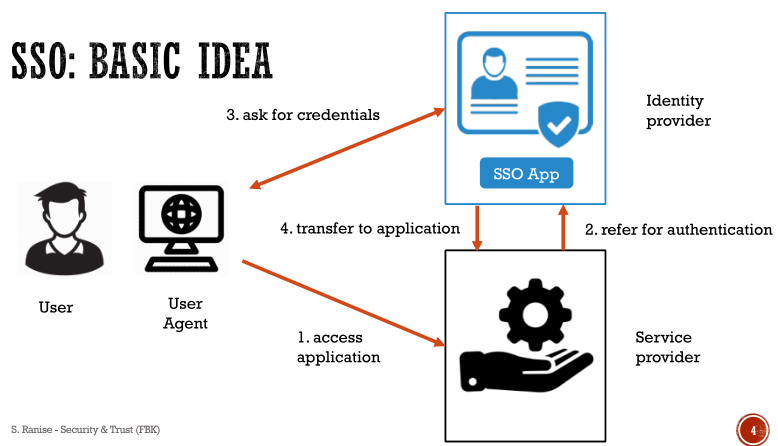 SSO: BASIC IDEA
3. ask for credentials
Identity
provider
SSO App
4. transfer to application
2. refer for authentication
User
User
Agent
1. access
application
Service
provider
S. Ranise - Security & Trust (FBK)
4